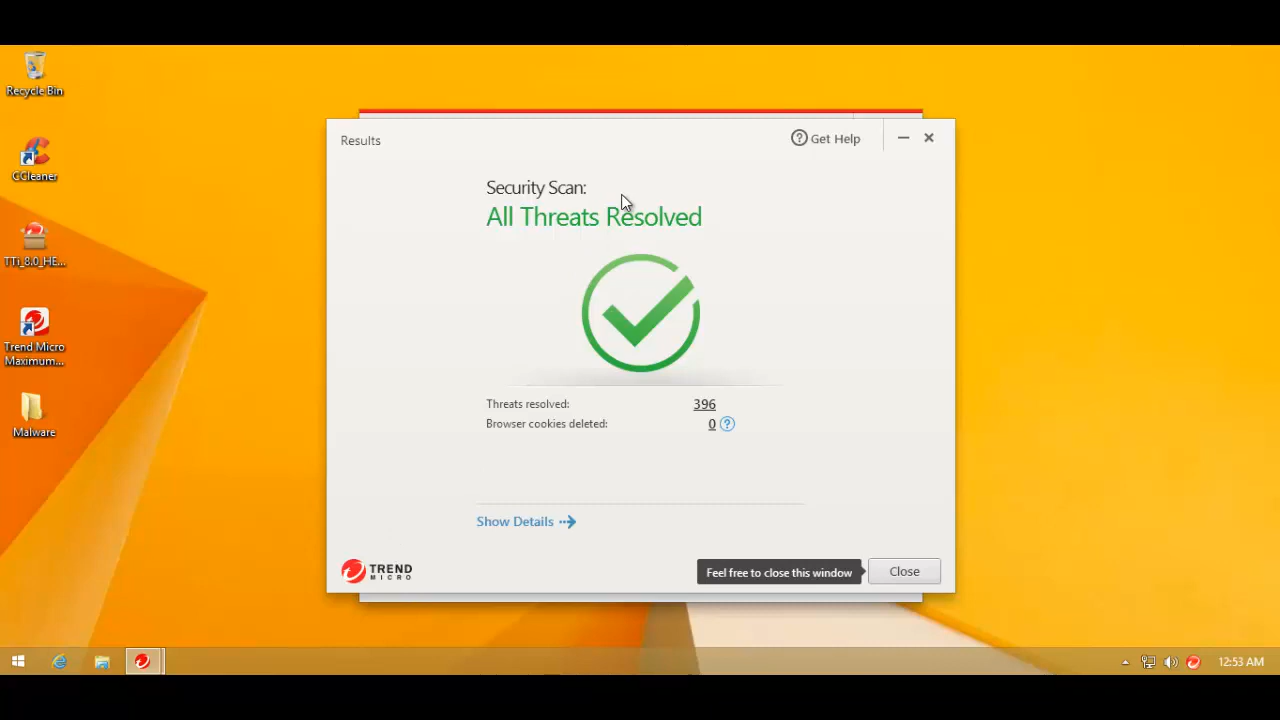 Recycle Bin
CCleaner
TTi_8.0_HE...
Trend Micro
Maximum...
Malware
Results
? Get Help
Security Scan:
All Threats Resolved
Threats resolved: 396
Browser cookies deleted: 0 ?
Show Details
TREND
MICRO
Feel free to close this window
Close
12:53 AM